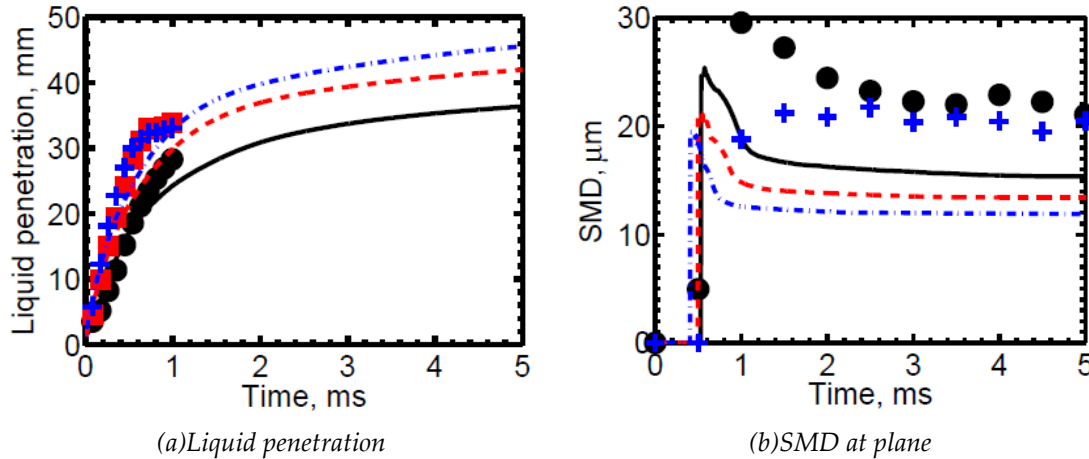 50
40
30
20
10
0
Liquid penetration, mm
0 1 2 3 4 5
Time, ms
(a)Liquid penetration
30
20
10
0
SMD, μm
0 1 2 3 4 5
Time, ms
(b)SMD at plane